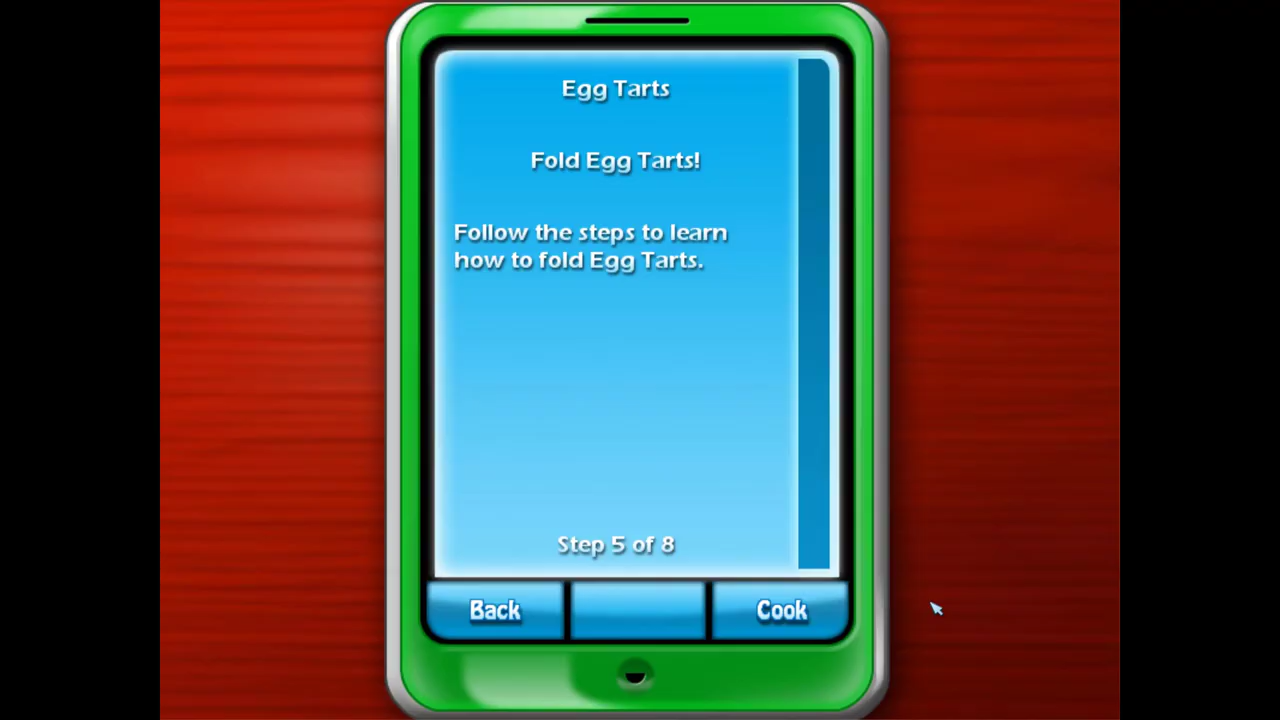 Egg Tarts
Fold Egg Tarts!
Follow the steps to learn
how to fold Egg Tarts.
Step 5 of 8
Back
Cook